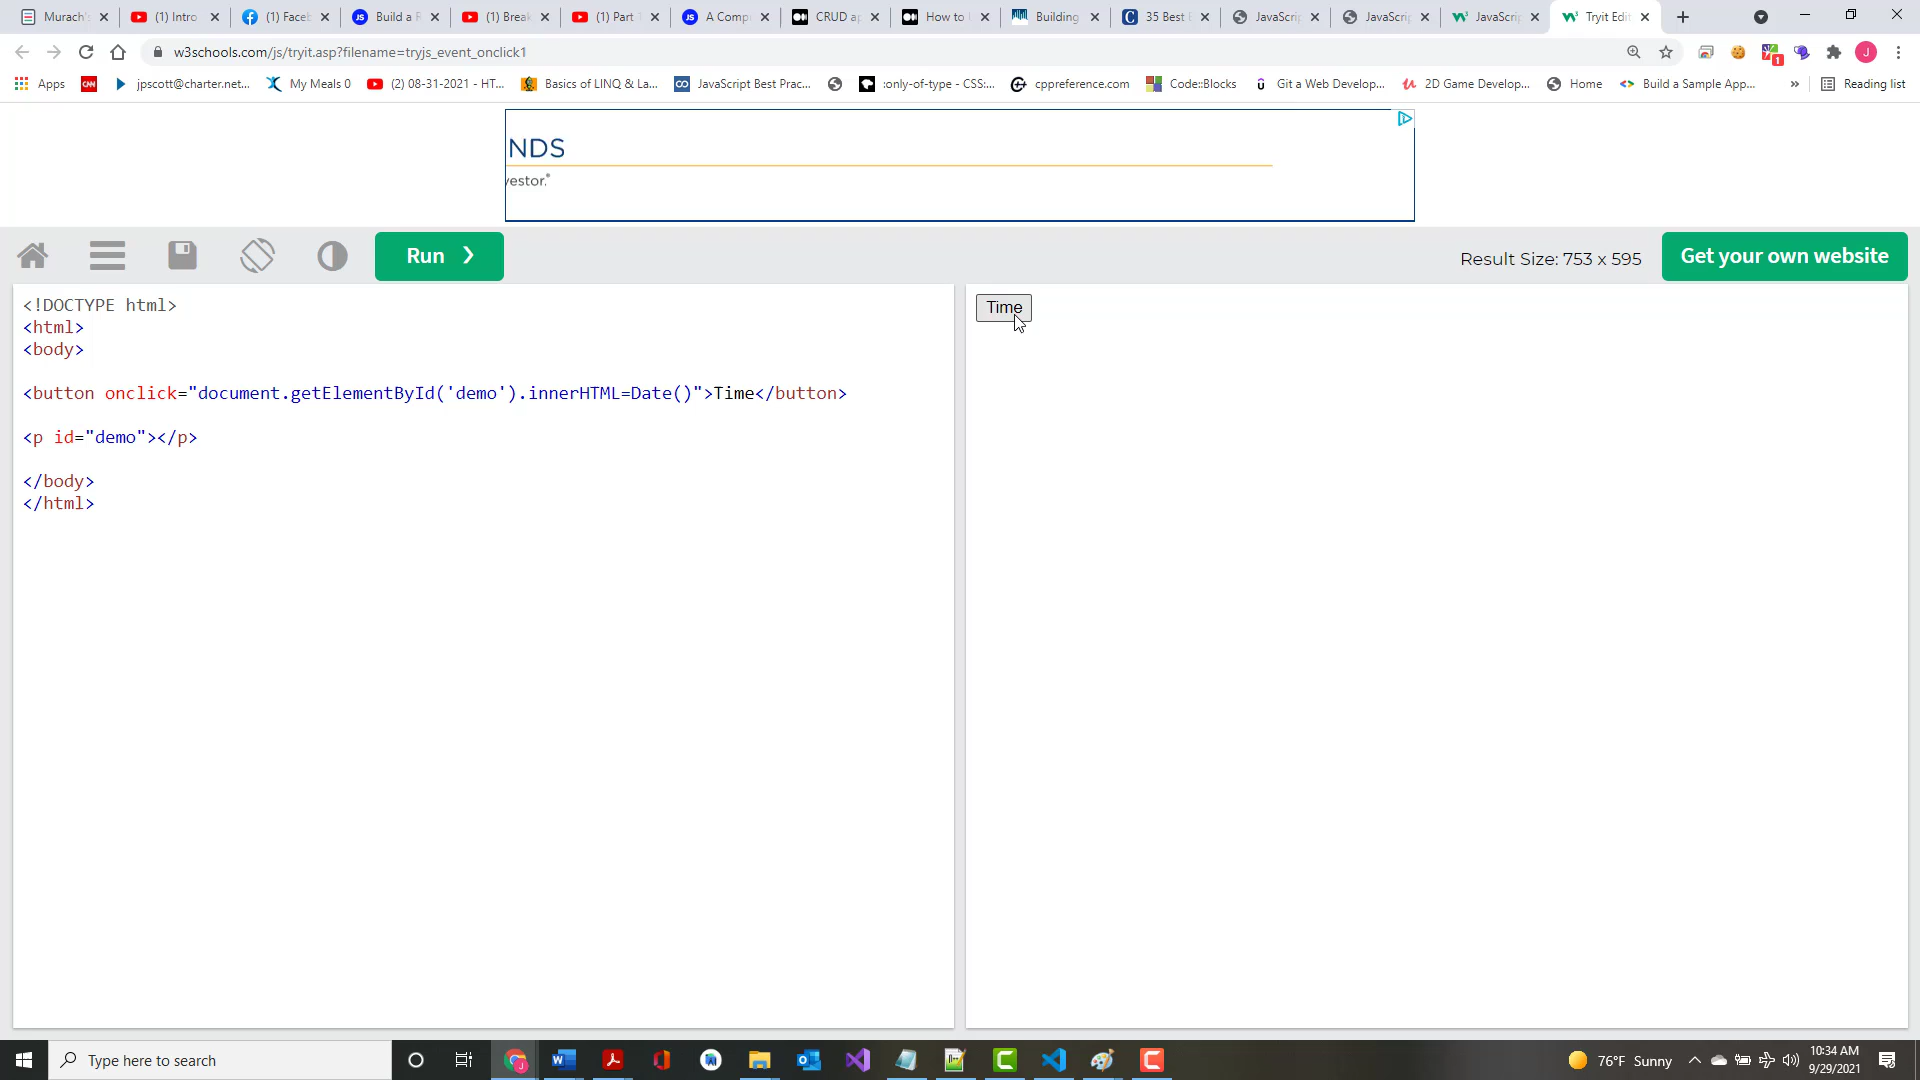 Murach's
(1) Intro
(1) Faceb
Build a R
(1) Break
(1) Part
A Comp
CRUD ap
How to
Building
35 Best
JavaScrip
JavaScrip
JavaScrip
Tryit Edit
w3schools.com/js/tryit.asp?filename=tryjs_event_onclick1
1
J
Apps
CNN
jpscott@charter.net...
My Meals 0
(2) 08-31-2021 - HT...
Basics of LINQ & La...
JavaScript Best Prac...
:only-of-type - CSS:...
cppreference.com
Code::Blocks
Git a Web Develop...
2D Game Develop...
Home
Build a Sample App...
»
Reading list
NDS
vestor.®
Run ❯
Result Size: 753 x 595
Get your own website
<!DOCTYPE html>
<html>
<body>
<button onclick="document.getElementById('demo').innerHTML=Date()">Time</button>
<p id="demo"></p>
</body>
</html>
Time
Type here to search
76°F Sunny
10:34 AM
9/29/2021